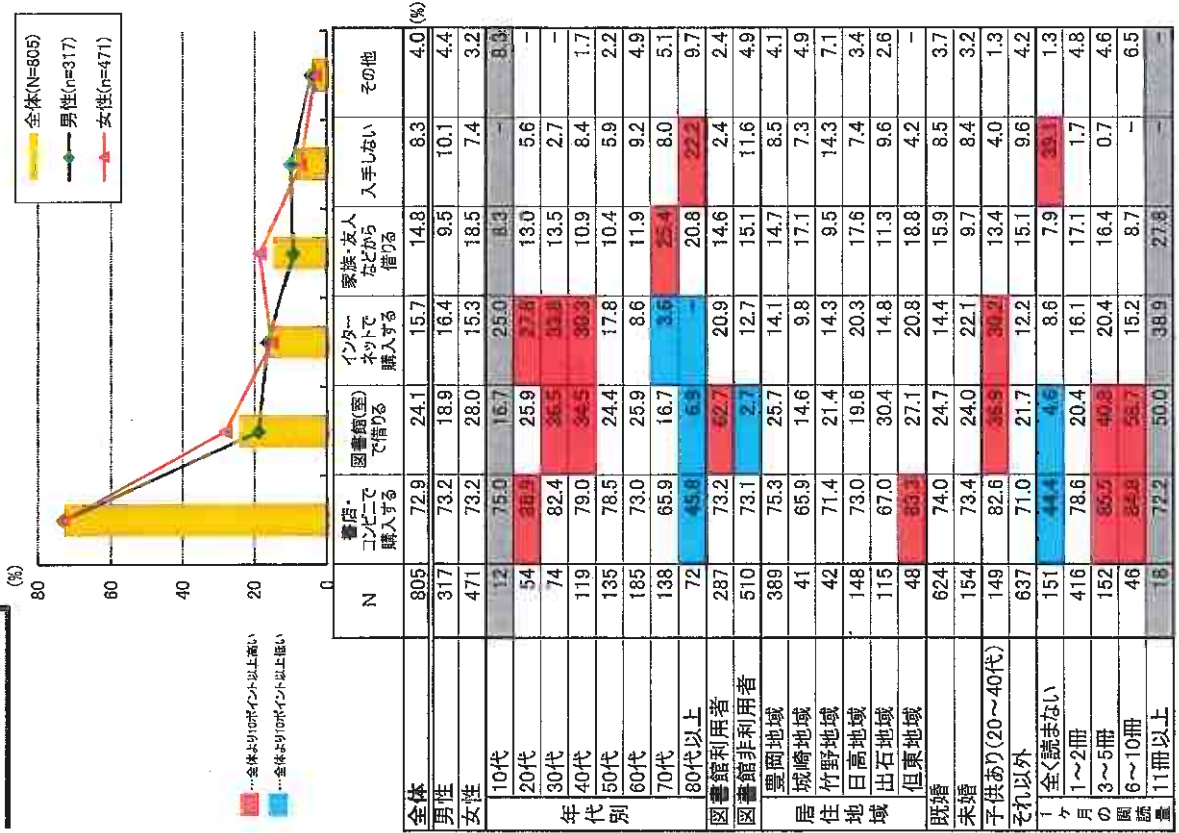 (%)
80
60
40
20
0
全体(N=805)
男性(n=317)
女性(n=471)
…全体より10ポイント以上高い
…全体より10ポイント以上低い
N 書店・コンビニで購入する 図書館(室)で借りる インターネットで購入する 家族・友人などから借りる 入手しない その他
(%)
全体 805 72.9 24.1 15.7 14.8 8.3 4.0
男性 317 73.2 18.9 16.4 9.5 10.1 4.4
女性 471 73.2 28.0 15.3 18.5 7.4 3.2
年代別
10代 12 75.0 16.7 25.0 8.3 - 8.3
20代 54 88.9 25.9 27.8 13.0 5.6 -
30代 74 82.4 36.5 33.8 13.5 2.7 -
40代 119 79.0 34.5 30.3 10.9 8.4 1.7
50代 135 78.5 24.4 17.8 10.4 5.9 2.2
60代 185 73.0 25.9 8.6 11.9 9.2 4.9
70代 138 65.9 16.7 3.6 25.4 8.0 5.1
80代以上 72 45.8 6.9 - 20.8 22.2 9.7
図書館利用者 287 73.2 62.7 20.9 14.6 2.4 2.4
図書館非利用者 510 73.1 2.7 12.7 15.1 11.6 4.9
居住地域
豊岡地域 389 75.3 25.7 14.1 14.7 8.5 4.1
城崎地域 41 65.9 14.6 9.8 17.1 7.3 4.9
竹野地域 42 71.4 21.4 14.3 9.5 14.3 7.1
日高地域 148 73.0 19.6 20.3 17.6 7.4 3.4
出石地域 115 67.0 30.4 14.8 11.3 9.6 2.6
但東地域 48 83.3 27.1 20.8 18.8 4.2 -
既婚 624 74.0 24.7 14.4 15.9 8.5 3.7
未婚 154 73.4 24.0 22.1 9.7 8.4 3.2
子供あり(20～40代) 149 82.6 36.9 30.2 13.4 4.0 1.3
それ以外 637 71.0 21.7 12.2 15.1 9.6 4.2
1ヶ月の閲読量
全く読まない 151 44.4 4.6 8.6 7.9 39.1 1.3
1～2冊 416 78.6 20.4 16.1 17.1 1.7 4.8
3～5冊 152 85.5 40.8 20.4 16.4 0.7 4.6
6～10冊 46 84.8 58.7 15.2 8.7 - 6.5
11冊以上 18 72.2 50.0 38.9 27.8 - -